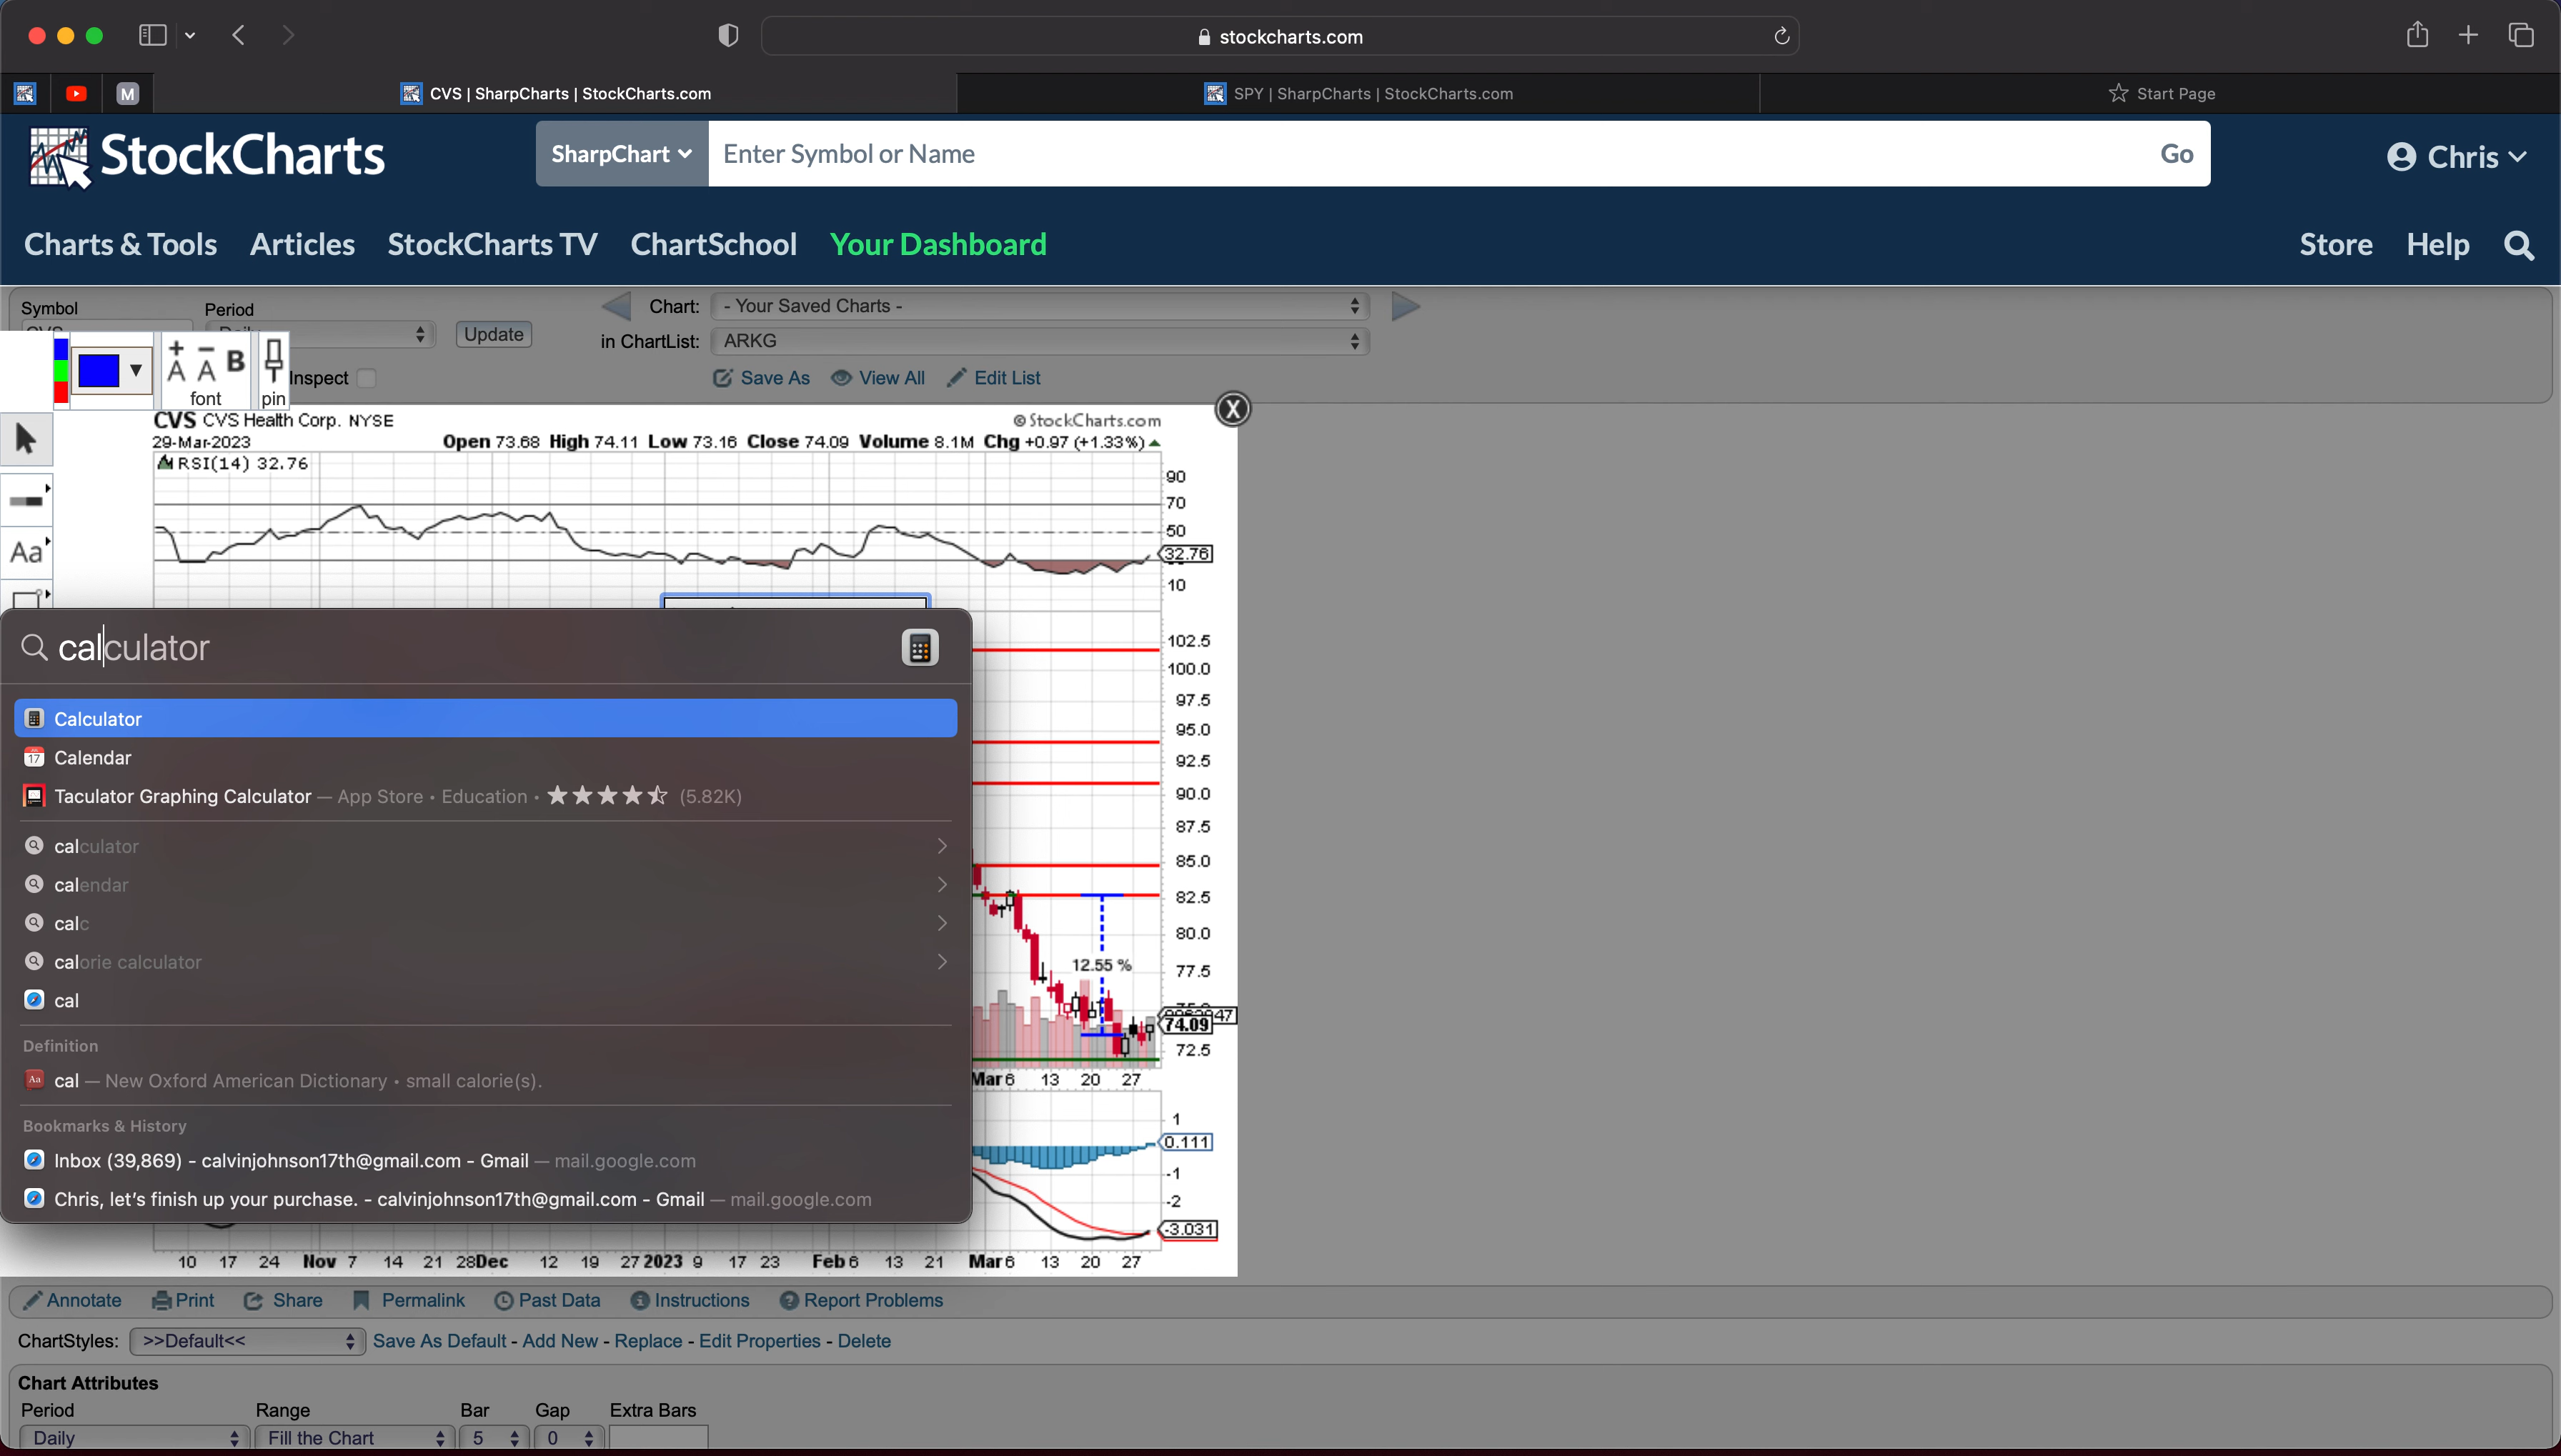 stockcharts.com
M
CVS | SharpCharts | StockCharts.com
SPY | SharpCharts | StockCharts.com
Start Page
StockCharts
SharpChart
Enter Symbol or Name
Go
Chris
Charts & Tools
Articles
StockCharts TV
ChartSchool
Your Dashboard
Store
Help
Symbol
Period
Update
Chart:
- Your Saved Charts -
in ChartList:
ARKG
Inspect
Save As
View All
Edit List
+ A
− A
B
font
pin
Aa
X
CVS CVS Health Corp. NYSE
© StockCharts.com
29-Mar-2023
Open 73.68 High 74.11 Low 73.16 Close 74.09 Volume 8.1M Chg +0.97 (+1.33%)
RSI(14) 32.76
90
70
50
32.76
10
calculator
Calculator
17
Calendar
Taculator Graphing Calculator — App Store • Education • (5.82K)
calculator
calendar
calc
calorie calculator
cal
Definition
Aa
cal — New Oxford American Dictionary • small calorie(s).
Bookmarks & History
Inbox (39,869) - calvinjohnson17th@gmail.com - Gmail — mail.google.com
Chris, let's finish up your purchase. - calvinjohnson17th@gmail.com - Gmail — mail.google.com
102.5
100.0
97.5
95.0
92.5
90.0
87.5
85.0
82.5
80.0
77.5
12.55 %
74.09
72.5
Mar 6 13 20 27
1
0.111
-1
-2
-3.031
10 17 24 Nov 7 14 21 28 Dec 12 19 27 2023 9 17 23 Feb 6 13 21 Mar 6 13 20 27
Annotate
Print
Share
Permalink
Past Data
Instructions
Report Problems
ChartStyles:
>>Default<<
Save As Default - Add New - Replace - Edit Properties - Delete
Chart Attributes
Period
Range
Bar
Gap
Extra Bars
Daily
Fill the Chart
5
0